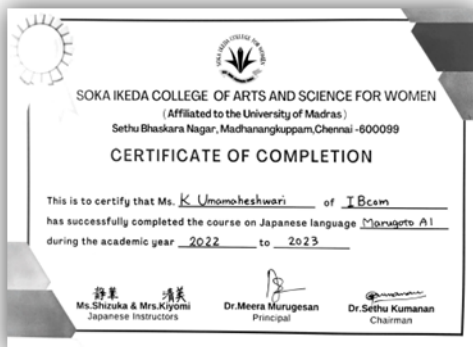 SOKA IKEDA COLLEGE OF ARTS AND SCIENCE FOR WOMEN
(Affiliated to the University of Madras)
Sethu Bhaskara Nagar, Madhanangkuppam,Chennai -600099
CERTIFICATE OF COMPLETION
This is to certify that Ms. K Umamaheshwari of I Bcom
has successfully completed the course on Japanese language Marugoto A1
during the academic year 2022 to 2023
静華 清美
Ms.Shizuka & Mrs.Kiyomi Dr.Meera Murugesan Dr.Sethu Kumanan
Japanese Instructors Principal Chairman